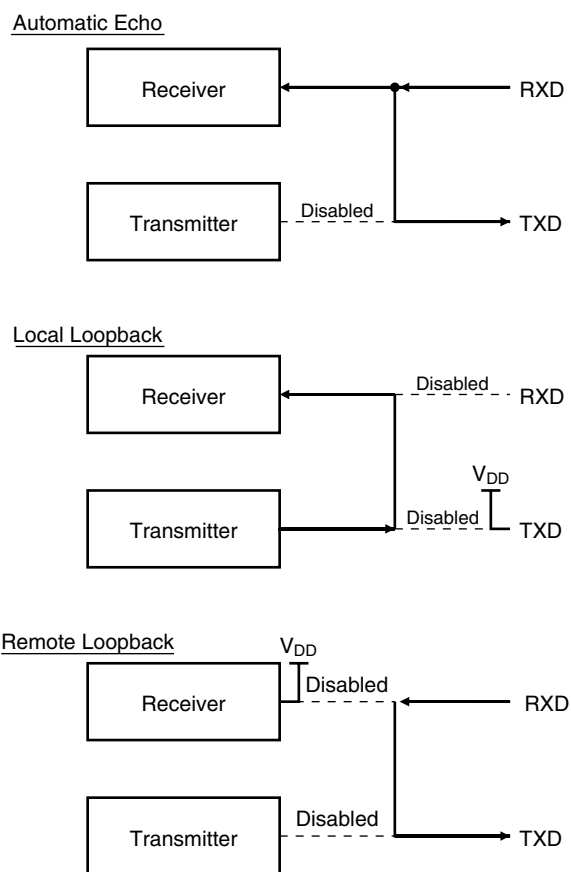 Automatic Echo
Receiver
RXD
Transmitter
Disabled
TXD
Local Loopback
Receiver
Disabled
RXD
VDD
Transmitter
Disabled
TXD
Remote Loopback
VDD
Receiver
Disabled
RXD
Transmitter
Disabled
TXD